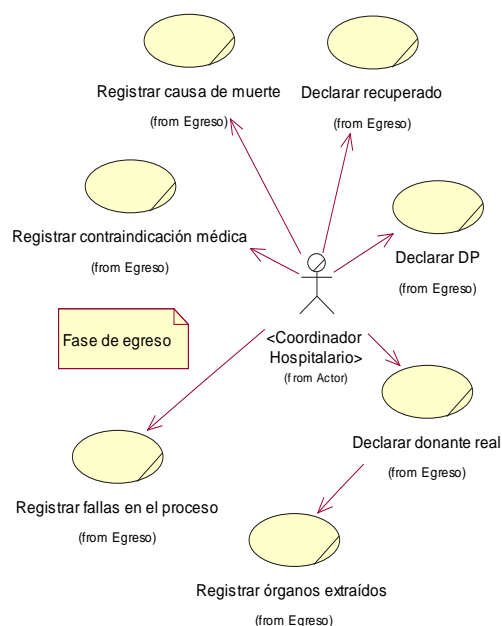 Registrar causa de muerte
(from Egreso)
Declarar recuperado
(from Egreso)
Registrar contraindicación médica
(from Egreso)
Declarar DP
(from Egreso)
Fase de egreso
<Coordinador
Hospitalario>
(from Actor)
Declarar donante real
(from Egreso)
Registrar fallas en el proceso
(from Egreso)
Registrar órganos extraídos
(from Egreso)